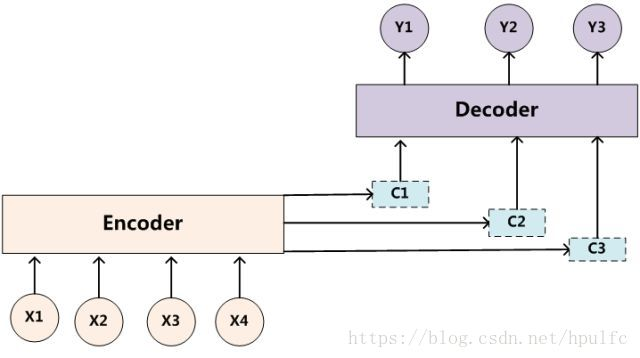 Y1 Y2 Y3
Decoder
C1
Encoder
C2
C3
X1 X2 X3 X4
https://blog.csdn.net/hpulfc